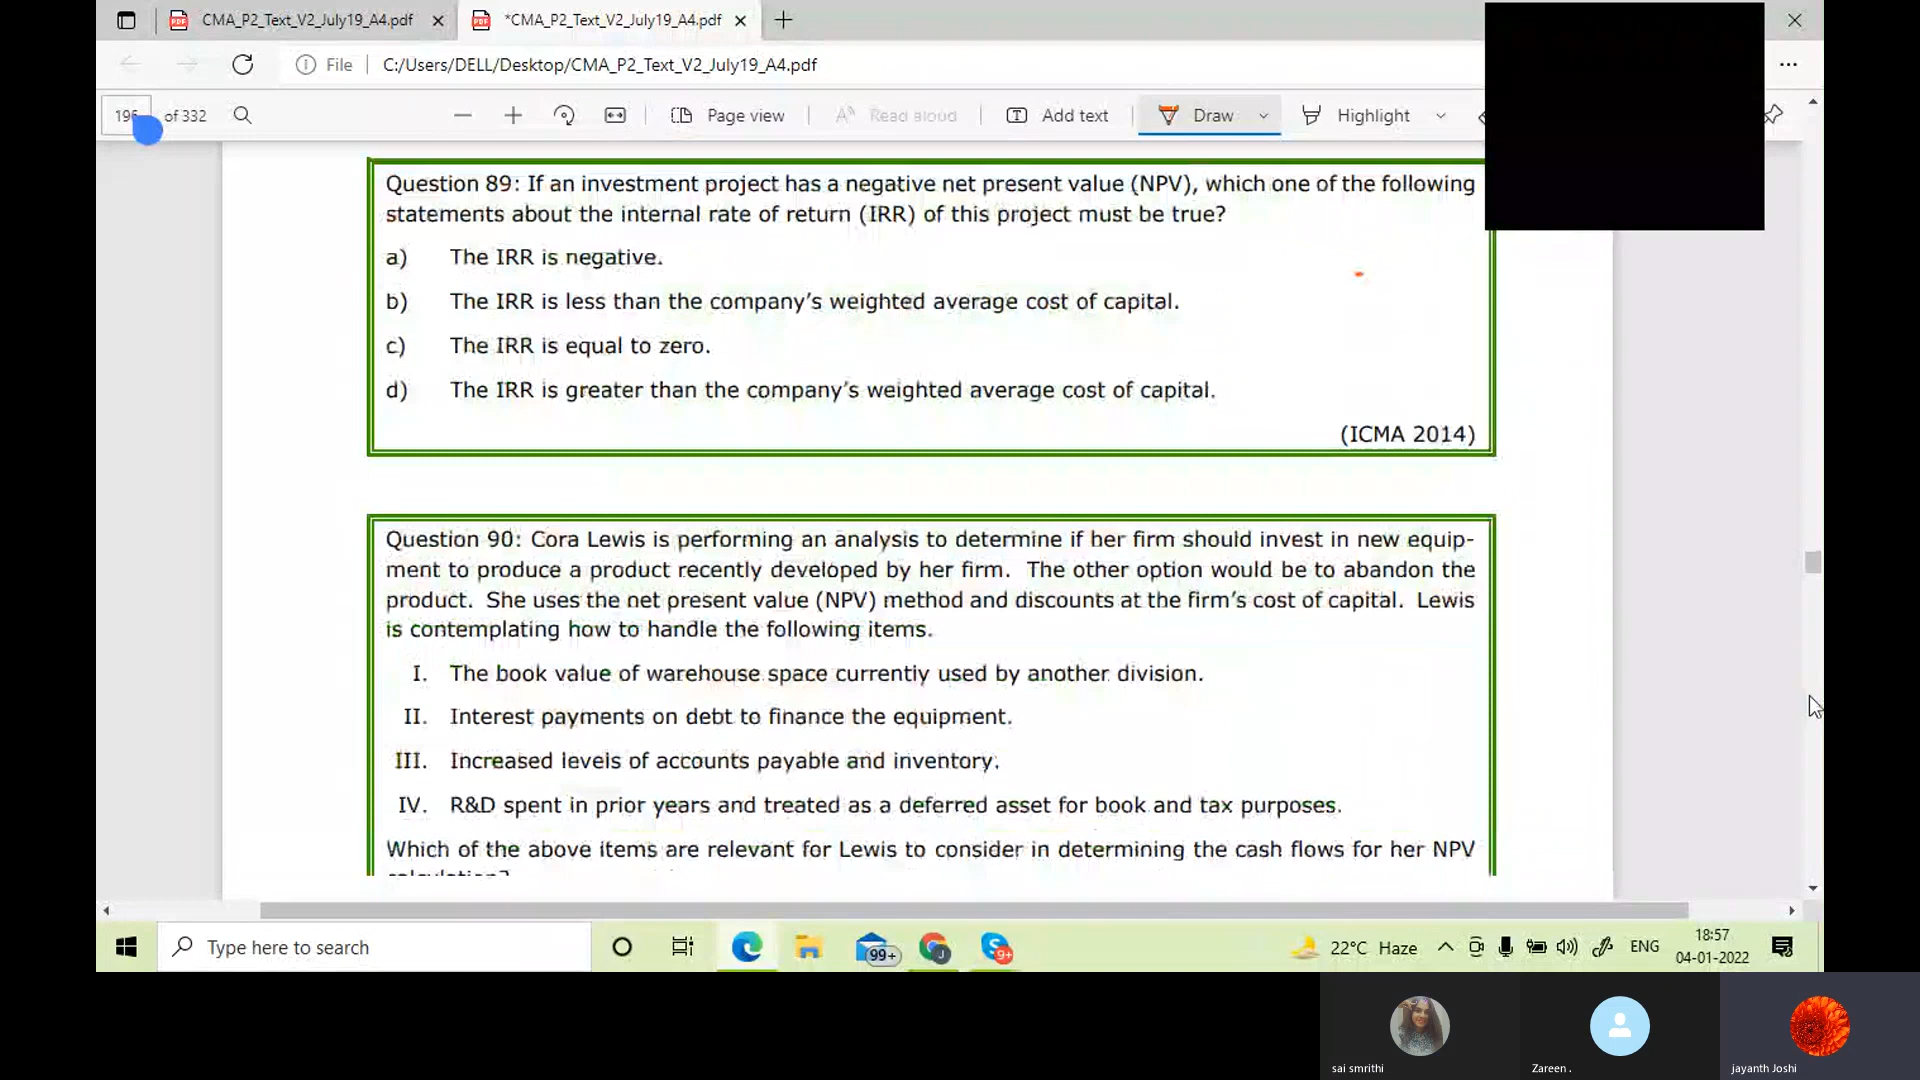 CMA_P2_Text_V2_July19_A4.pdf
*CMA_P2_Text_V2_July19_A4.pdf
File
C:/Users/DELL/Desktop/CMA_P2_Text_V2_July19_A4.pdf
of 332
Page view
Read aloud
Add text
Draw
Highlight
Question 89: If an investment project has a negative net present value (NPV), which one of the following
statements about the internal rate of return (IRR) of this project must be true?
a) The IRR is negative.
b) The IRR is less than the company's weighted average cost of capital.
c) The IRR is equal to zero.
d) The IRR is greater than the company's weighted average cost of capital.
(ICMA 2014)
Question 90: Cora Lewis is performing an analysis to determine if her firm should invest in new equip-
ment to produce a product recently developed by her firm. The other option would be to abandon the
product. She uses the net present value (NPV) method and discounts at the firm's cost of capital. Lewis
is contemplating how to handle the following items.
I. The book value of warehouse space currently used by another division.
II. Interest payments on debt to finance the equipment.
III. Increased levels of accounts payable and inventory.
IV. R&D spent in prior years and treated as a deferred asset for book and tax purposes.
Which of the above items are relevant for Lewis to consider in determining the cash flows for her NPV
Type here to search
99+
9+
22°C Haze
ENG
18:57
04-01-2022
sai smrithi
Zareen .
jayanth Joshi